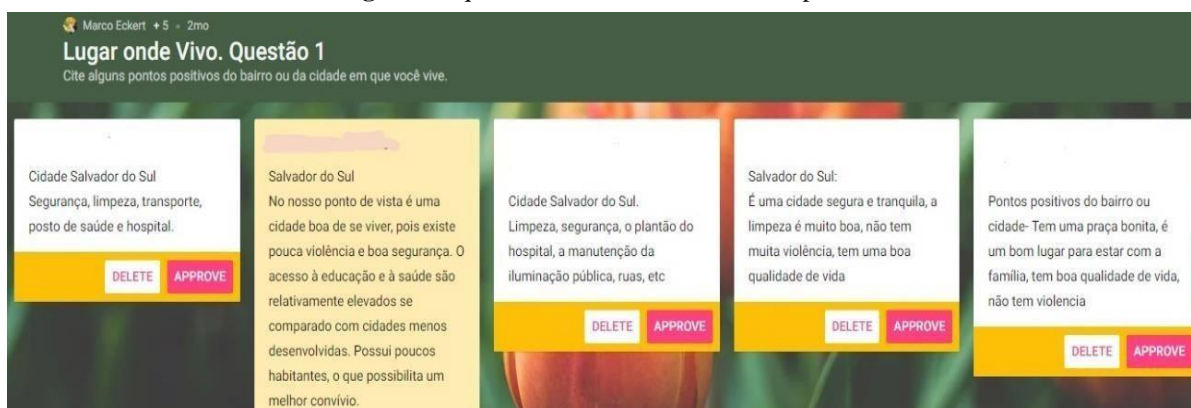 Marco Eckert + 5 • 2mo
Lugar onde Vivo. Questão 1
Cite alguns pontos positivos do bairro ou da cidade em que você vive.
Cidade Salvador do Sul
Segurança, limpeza, transporte,
posto de saúde e hospital.
DELETE APPROVE
Salvador do Sul
No nosso ponto de vista é uma
cidade boa de se viver, pois existe
pouca violência e boa segurança. O
acesso à educação e à saúde são
relativamente elevados se
comparado com cidades menos
desenvolvidas. Possui poucos
habitantes, o que possibilita um
melhor convívio.
Cidade Salvador do Sul.
Limpeza, segurança, o plantão do
hospital, a manutenção da
iluminação pública, ruas, etc
DELETE APPROVE
Salvador do Sul:
É uma cidade segura e tranquila, a
limpeza é muito boa, não tem
muita violência, tem uma boa
qualidade de vida
DELETE APPROVE
Pontos positivos do bairro ou
cidade- Tem uma praça bonita, é
um bom lugar para estar com a
família, tem boa qualidade de vida,
não tem violencia
DELETE APPROVE